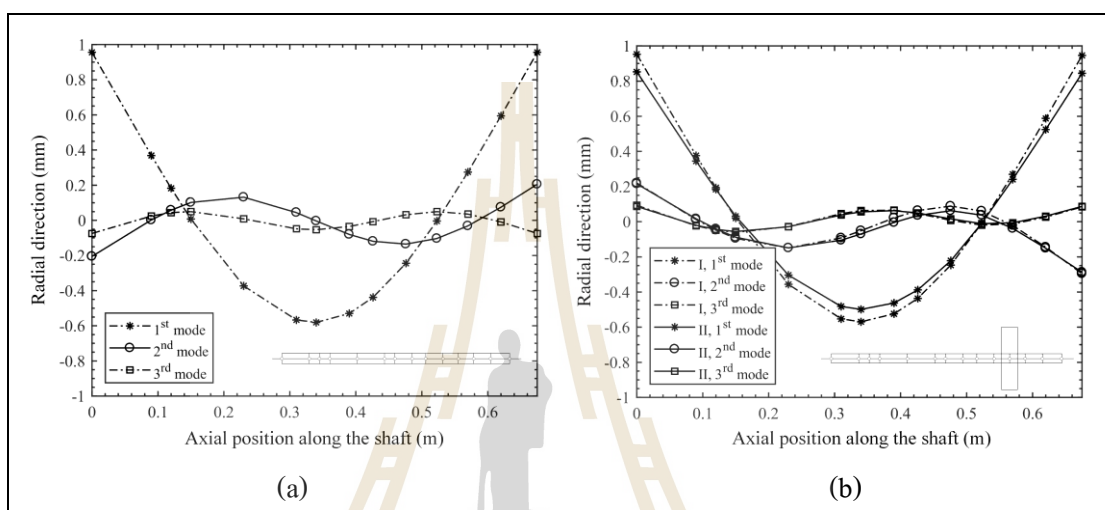 1
0.8
0.6
0.4
0.2
0
-0.2
-0.4
-0.6
-0.8
-1
Radial direction (mm)
1st mode
2nd mode
3rd mode
0 0.1 0.2 0.3 0.4 0.5 0.6
Axial position along the shaft (m)
(a)
1
0.8
0.6
0.4
0.2
0
-0.2
-0.4
-0.6
-0.8
-1
Radial direction (mm)
I, 1st mode
I, 2nd mode
I, 3rd mode
II, 1st mode
II, 2nd mode
II, 3rd mode
0 0.1 0.2 0.3 0.4 0.5 0.6
Axial position along the shaft (m)
(b)